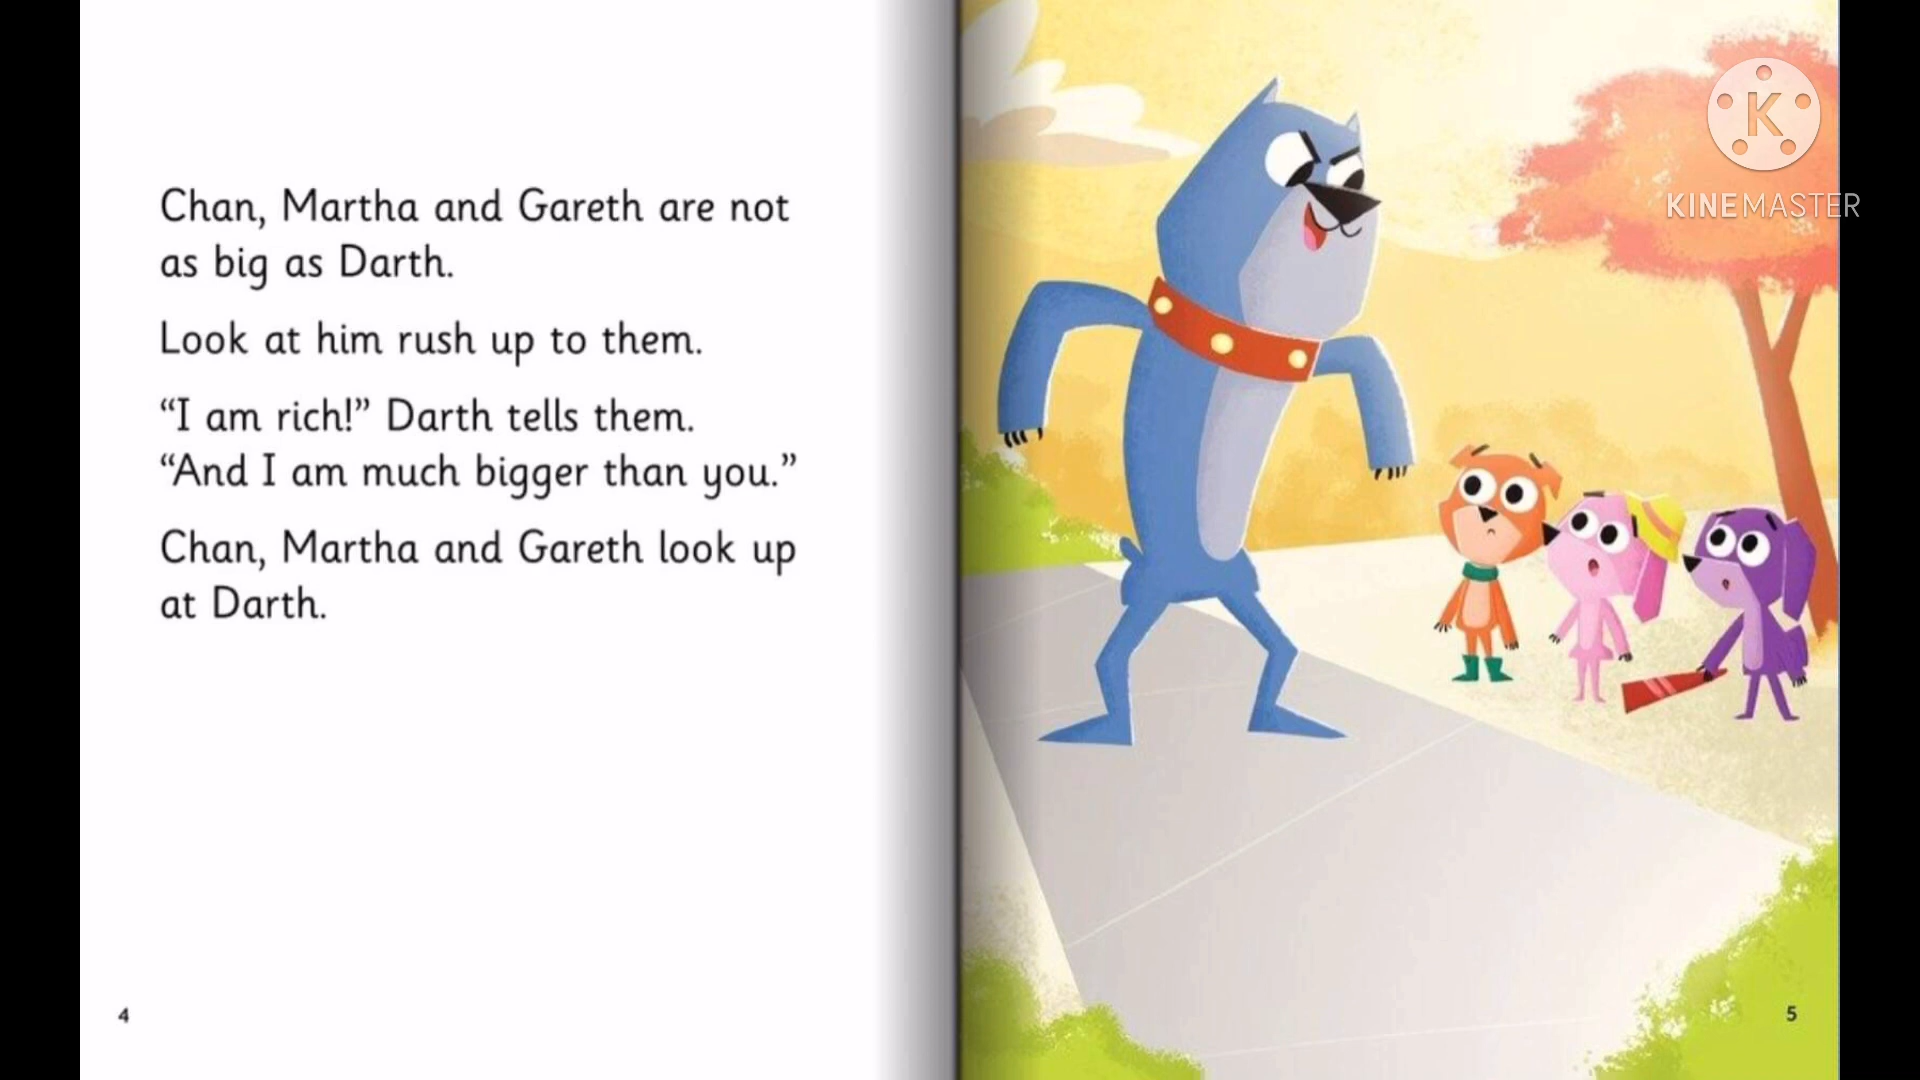 Chan, Martha and Gareth are not
as big as Darth.
Look at him rush up to them.
“I am rich!” Darth tells them.
“And I am much bigger than you.”
Chan, Martha and Gareth look up
at Darth.
4
5
K
KINEMASTER